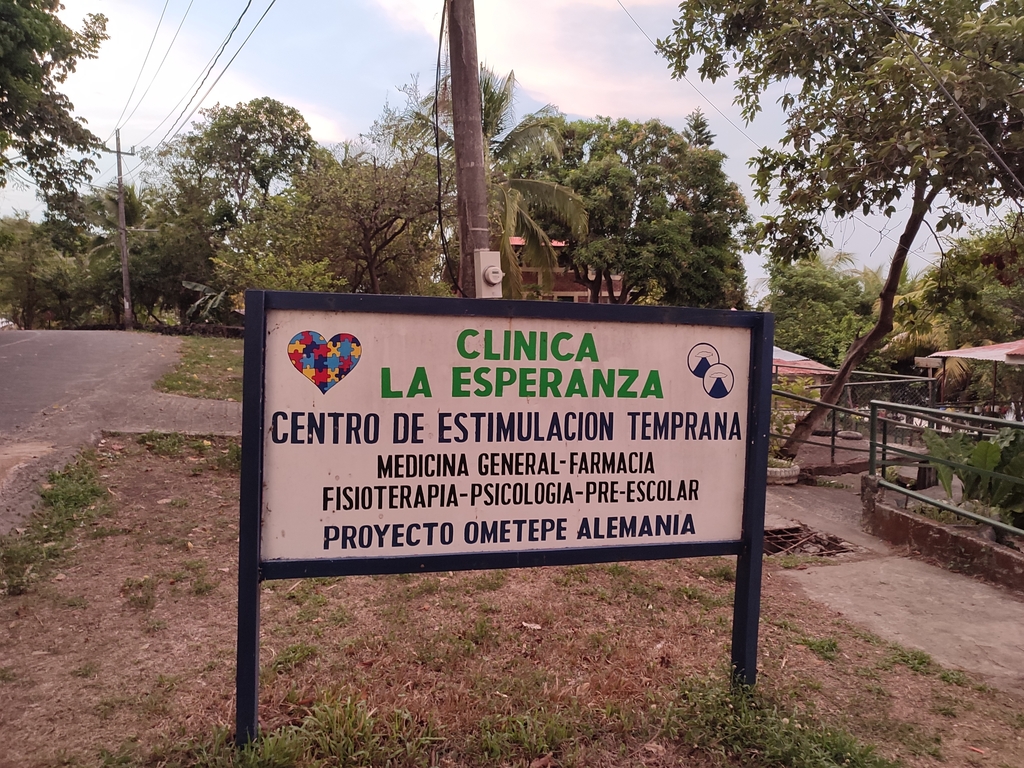 CLINICA
LA ESPERANZA
CENTRO DE ESTIMULACION TEMPRANA
MEDICINA GENERAL-FARMACIA
FISIOTERAPIA-PSICOLOGIA-PRE-ESCOLAR
PROYECTO OMETEPE ALEMANIA